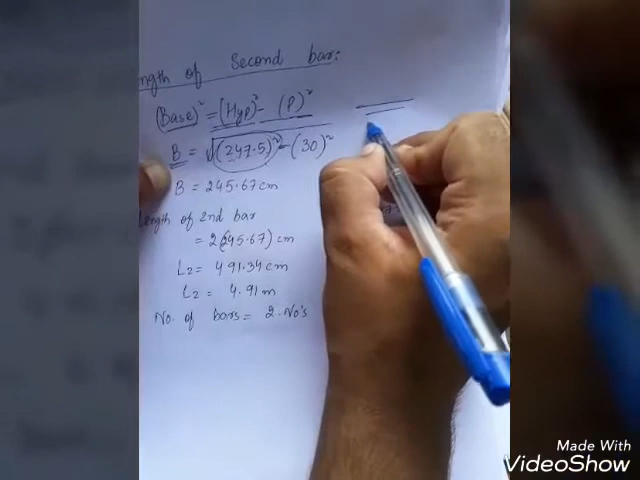 ngth of Second bar:
(Base)² = (Hyp)² - (P)²
B = √(247.5)² - (30)²
B = 245.67 cm
Length of 2nd bar
= 2(245.67) cm
L₂ = 491.34 cm
L₂ = 4.91 m
No. of bars = 2.No's
Made With
VideoShow